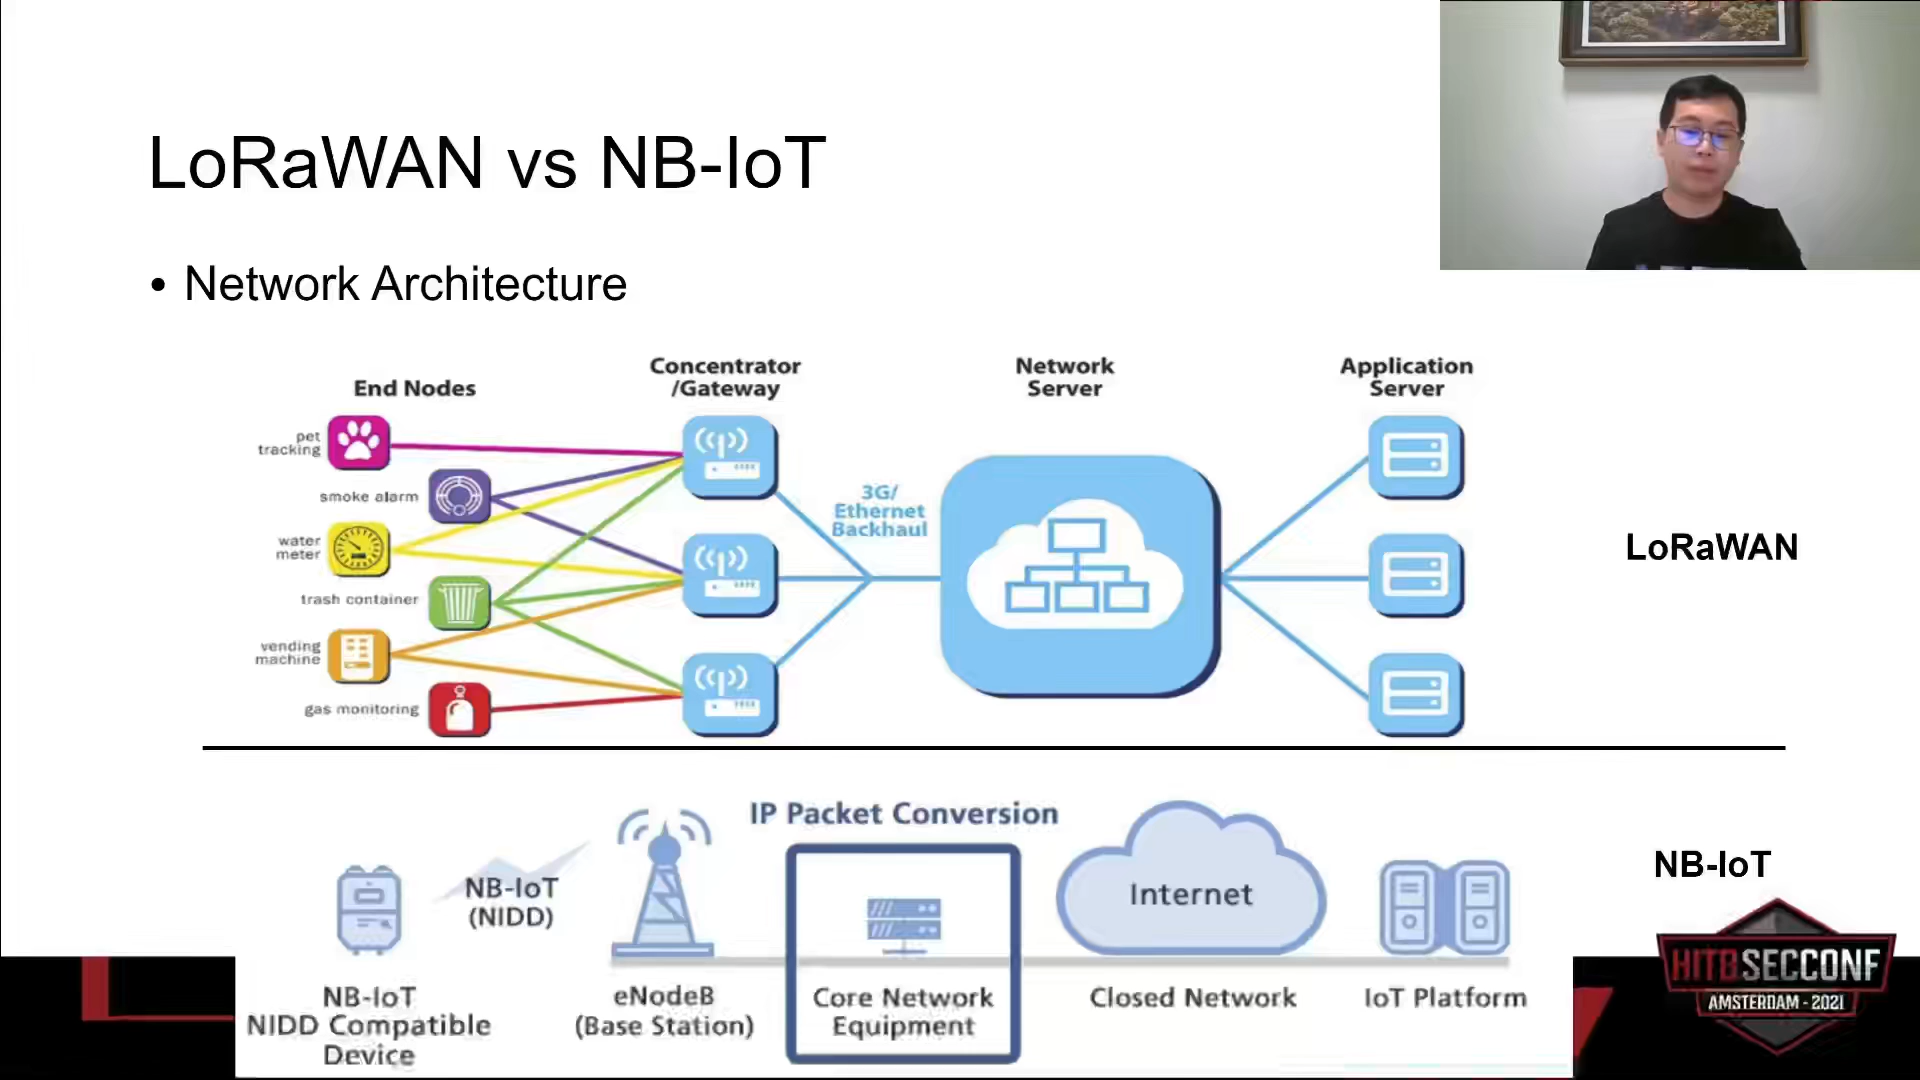 LoRaWAN vs NB-IoT
• Network Architecture
End Nodes
Concentrator
/Gateway
Network
Server
Application
Server
pet
tracking
smoke alarm
water
meter
trash container
vending
machine
gas monitoring
3G/
Ethernet
Backhaul
LoRaWAN
IP Packet Conversion
NB-IoT
(NIDD)
Internet
NB-IoT
NB-IoT
NIDD Compatible
Device
eNodeB
(Base Station)
Core Network
Equipment
Closed Network
IoT Platform
HITBSECCONF
AMSTERDAM - 2021